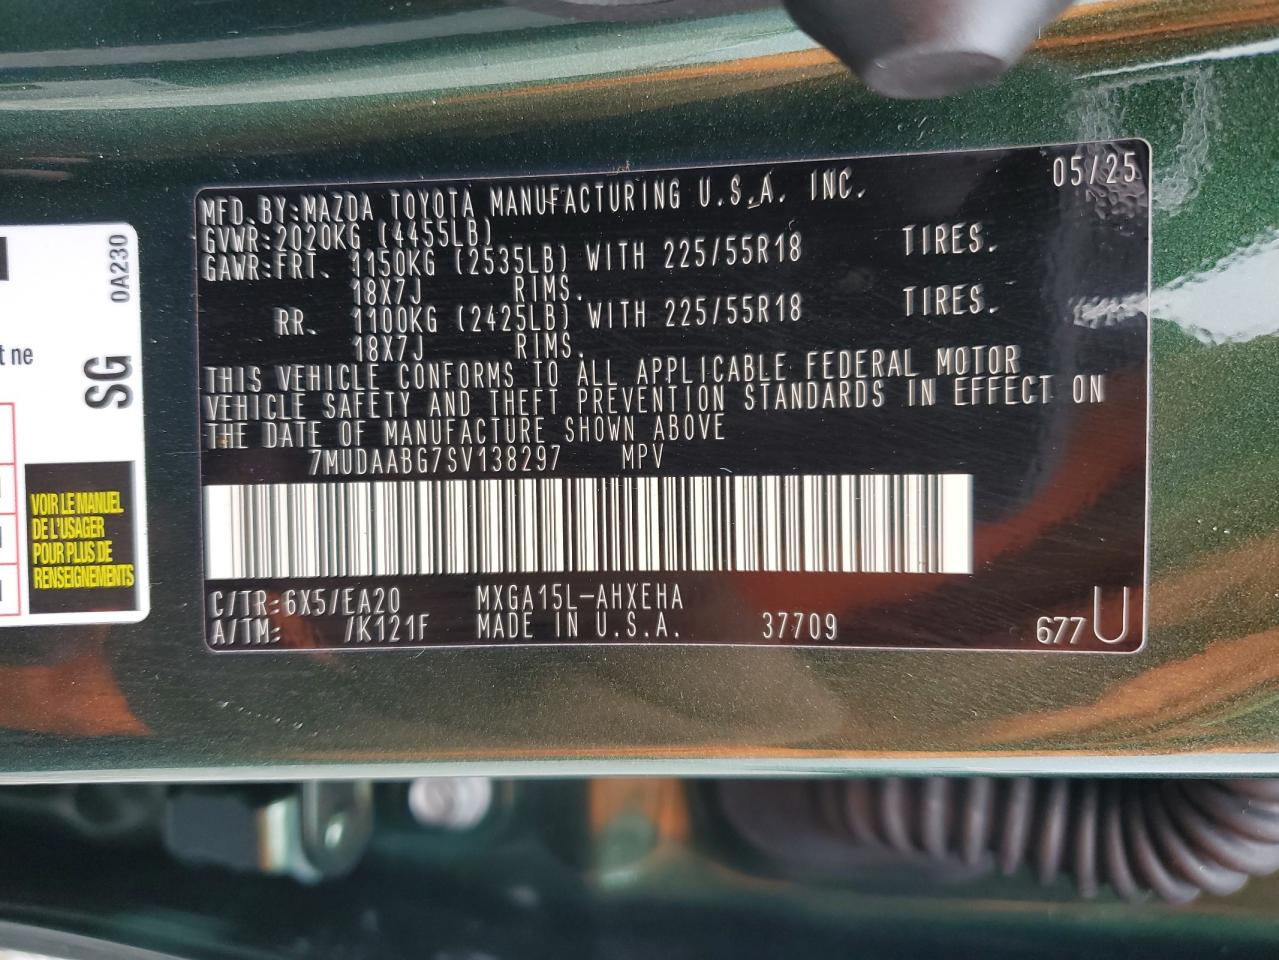 MFD.BY:MAZDA TOYOTA MANUFACTURING U.S.A. INC. 05/25
GVWR:2020KG (4455LB)
GAWR:FRT. 1150KG (2535LB) WITH 225/55R18 TIRES.
18X7J RIMS.
RR. 1100KG (2425LB) WITH 225/55R18 TIRES.
18X7J RIMS.
THIS VEHICLE CONFORMS TO ALL APPLICABLE FEDERAL MOTOR
VEHICLE SAFETY AND THEFT PREVENTION STANDARDS IN EFFECT ON
THE DATE OF MANUFACTURE SHOWN ABOVE
7MUDAABG7SV138297 MPV
C/TR:6X5/EA20 MXGA15L-AHXEHA
A/TM: /K121F MADE IN U.S.A. 37709 677U
0A230
SG
t ne
VOIR LE MANUEL
DE L'USAGER
POUR PLUS DE
RENSEIGNEMENTS